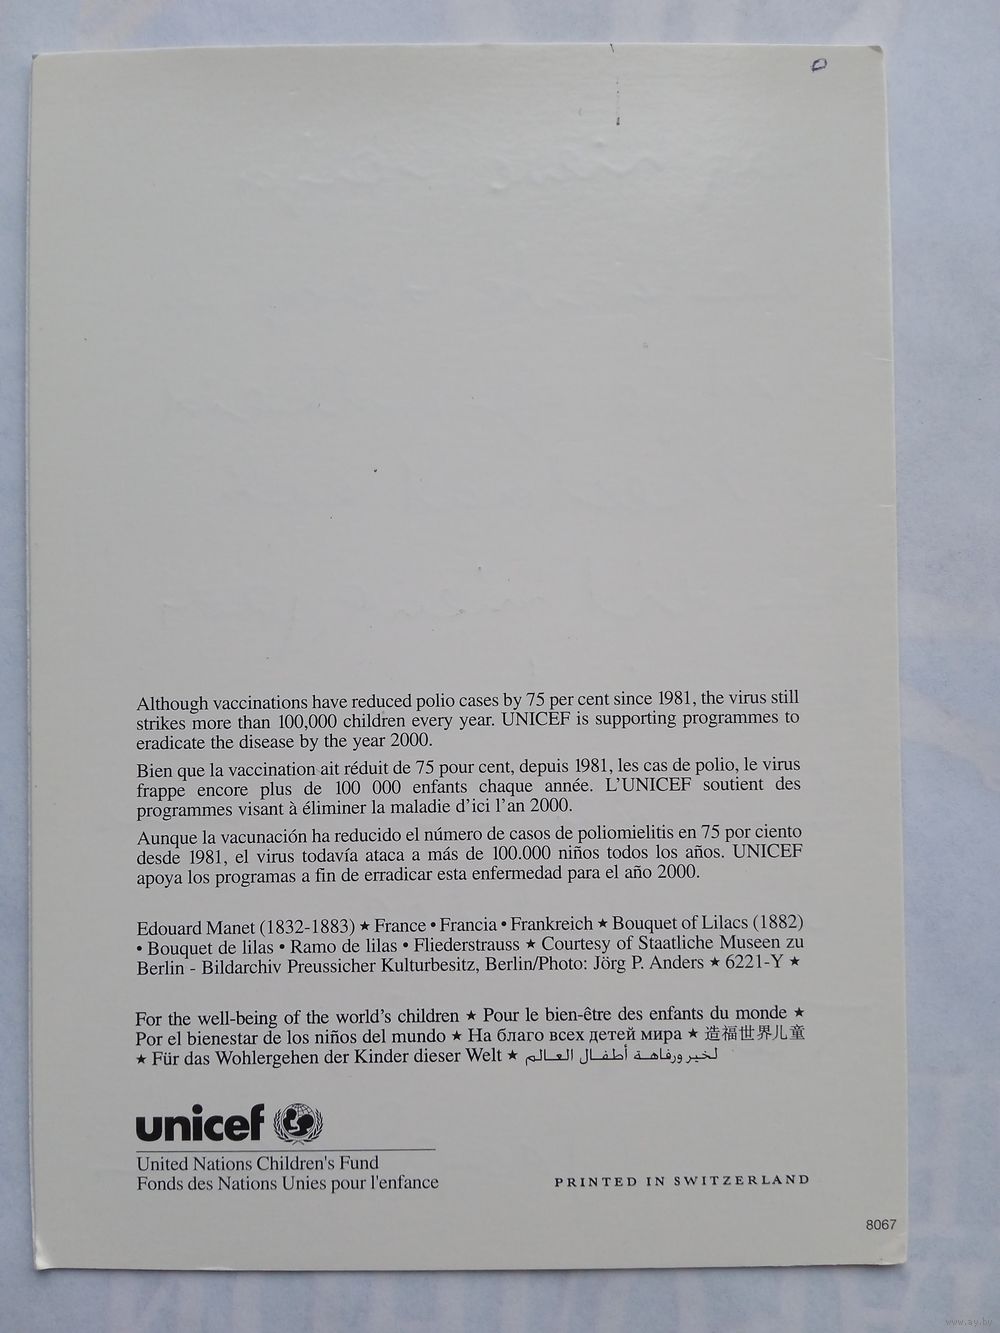 Although vaccinations have reduced polio cases by 75 per cent since 1981, the virus still
strikes more than 100,000 children every year. UNICEF is supporting programmes to
eradicate the disease by the year 2000.
Bien que la vaccination ait réduit de 75 pour cent, depuis 1981, les cas de polio, le virus
frappe encore plus de 100 000 enfants chaque année. L'UNICEF soutient des
programmes visant à éliminer la maladie d'ici l'an 2000.
Aunque la vacunación ha reducido el número de casos de poliomielitis en 75 por ciento
desde 1981, el virus todavía ataca a más de 100.000 niños todos los años. UNICEF
apoya los programas a fin de erradicar esta enfermedad para el año 2000.
Edouard Manet (1832-1883) ★ France • Francia • Frankreich ★ Bouquet of Lilacs (1882)
• Bouquet de lilas • Ramo de lilas • Fliederstrauss ★ Courtesy of Staatliche Museen zu
Berlin - Bildarchiv Preussicher Kulturbesitz, Berlin/Photo: Jörg P. Anders ★ 6221-Y ★
For the well-being of the world's children ★ Pour le bien-être des enfants du monde ★
Por el bienestar de los niños del mundo ★ На благо всех детей мира ★ 造福世界儿童
★ Für das Wohlergehen der Kinder dieser Welt ★ لخير ورفاهة أطفال العالم
unicef
United Nations Children's Fund
Fonds des Nations Unies pour l'enfance
PRINTED IN SWITZERLAND
8067
www.ay.by